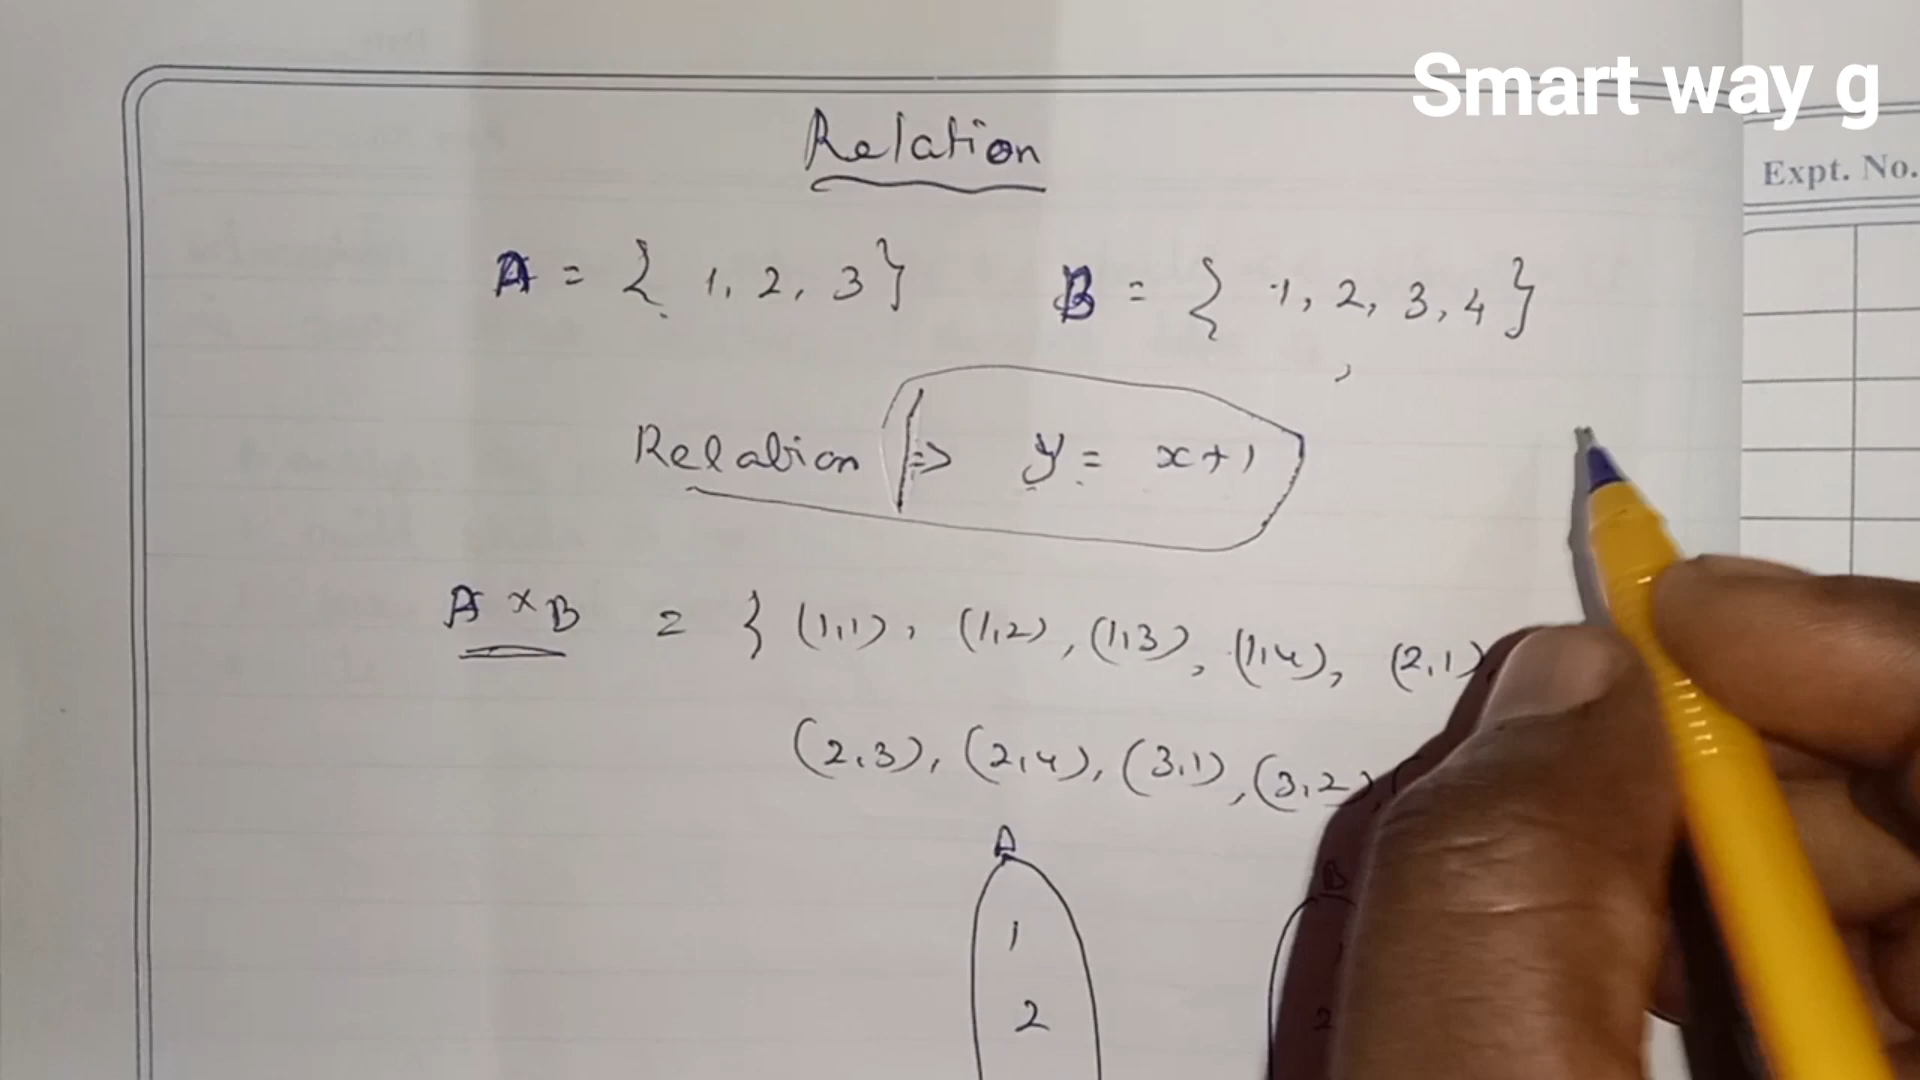 Smart way g
Expt. No.
Relation
A = { 1, 2, 3 } B = { 1, 2, 3, 4 }
Relation => y = x+1
A × B = { (1,1), (1,2), (1,3), (1,4), (2,1)
(2,3), (2,4), (3,1), (3,2), (
A
B
1
2
2